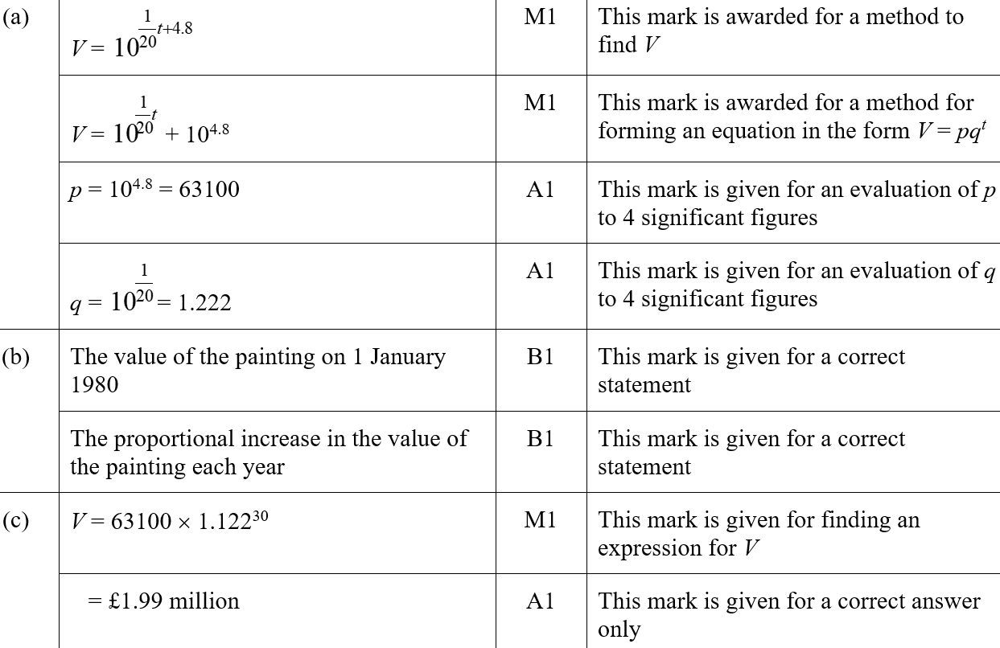 (a)
V = 10^(1/20 t+4.8)
M1
This mark is awarded for a method to
find V
V = 10^(1/20 t) + 10^4.8
M1
This mark is awarded for a method for
forming an equation in the form V = pq^t
p = 10^4.8 = 63100
A1
This mark is given for an evaluation of p
to 4 significant figures
q = 10^(1/20) = 1.222
A1
This mark is given for an evaluation of q
to 4 significant figures
(b)
The value of the painting on 1 January
1980
B1
This mark is given for a correct
statement
The proportional increase in the value of
the painting each year
B1
This mark is given for a correct
statement
(c)
V = 63100 × 1.122^30
M1
This mark is given for finding an
expression for V
= £1.99 million
A1
This mark is given for a correct answer
only